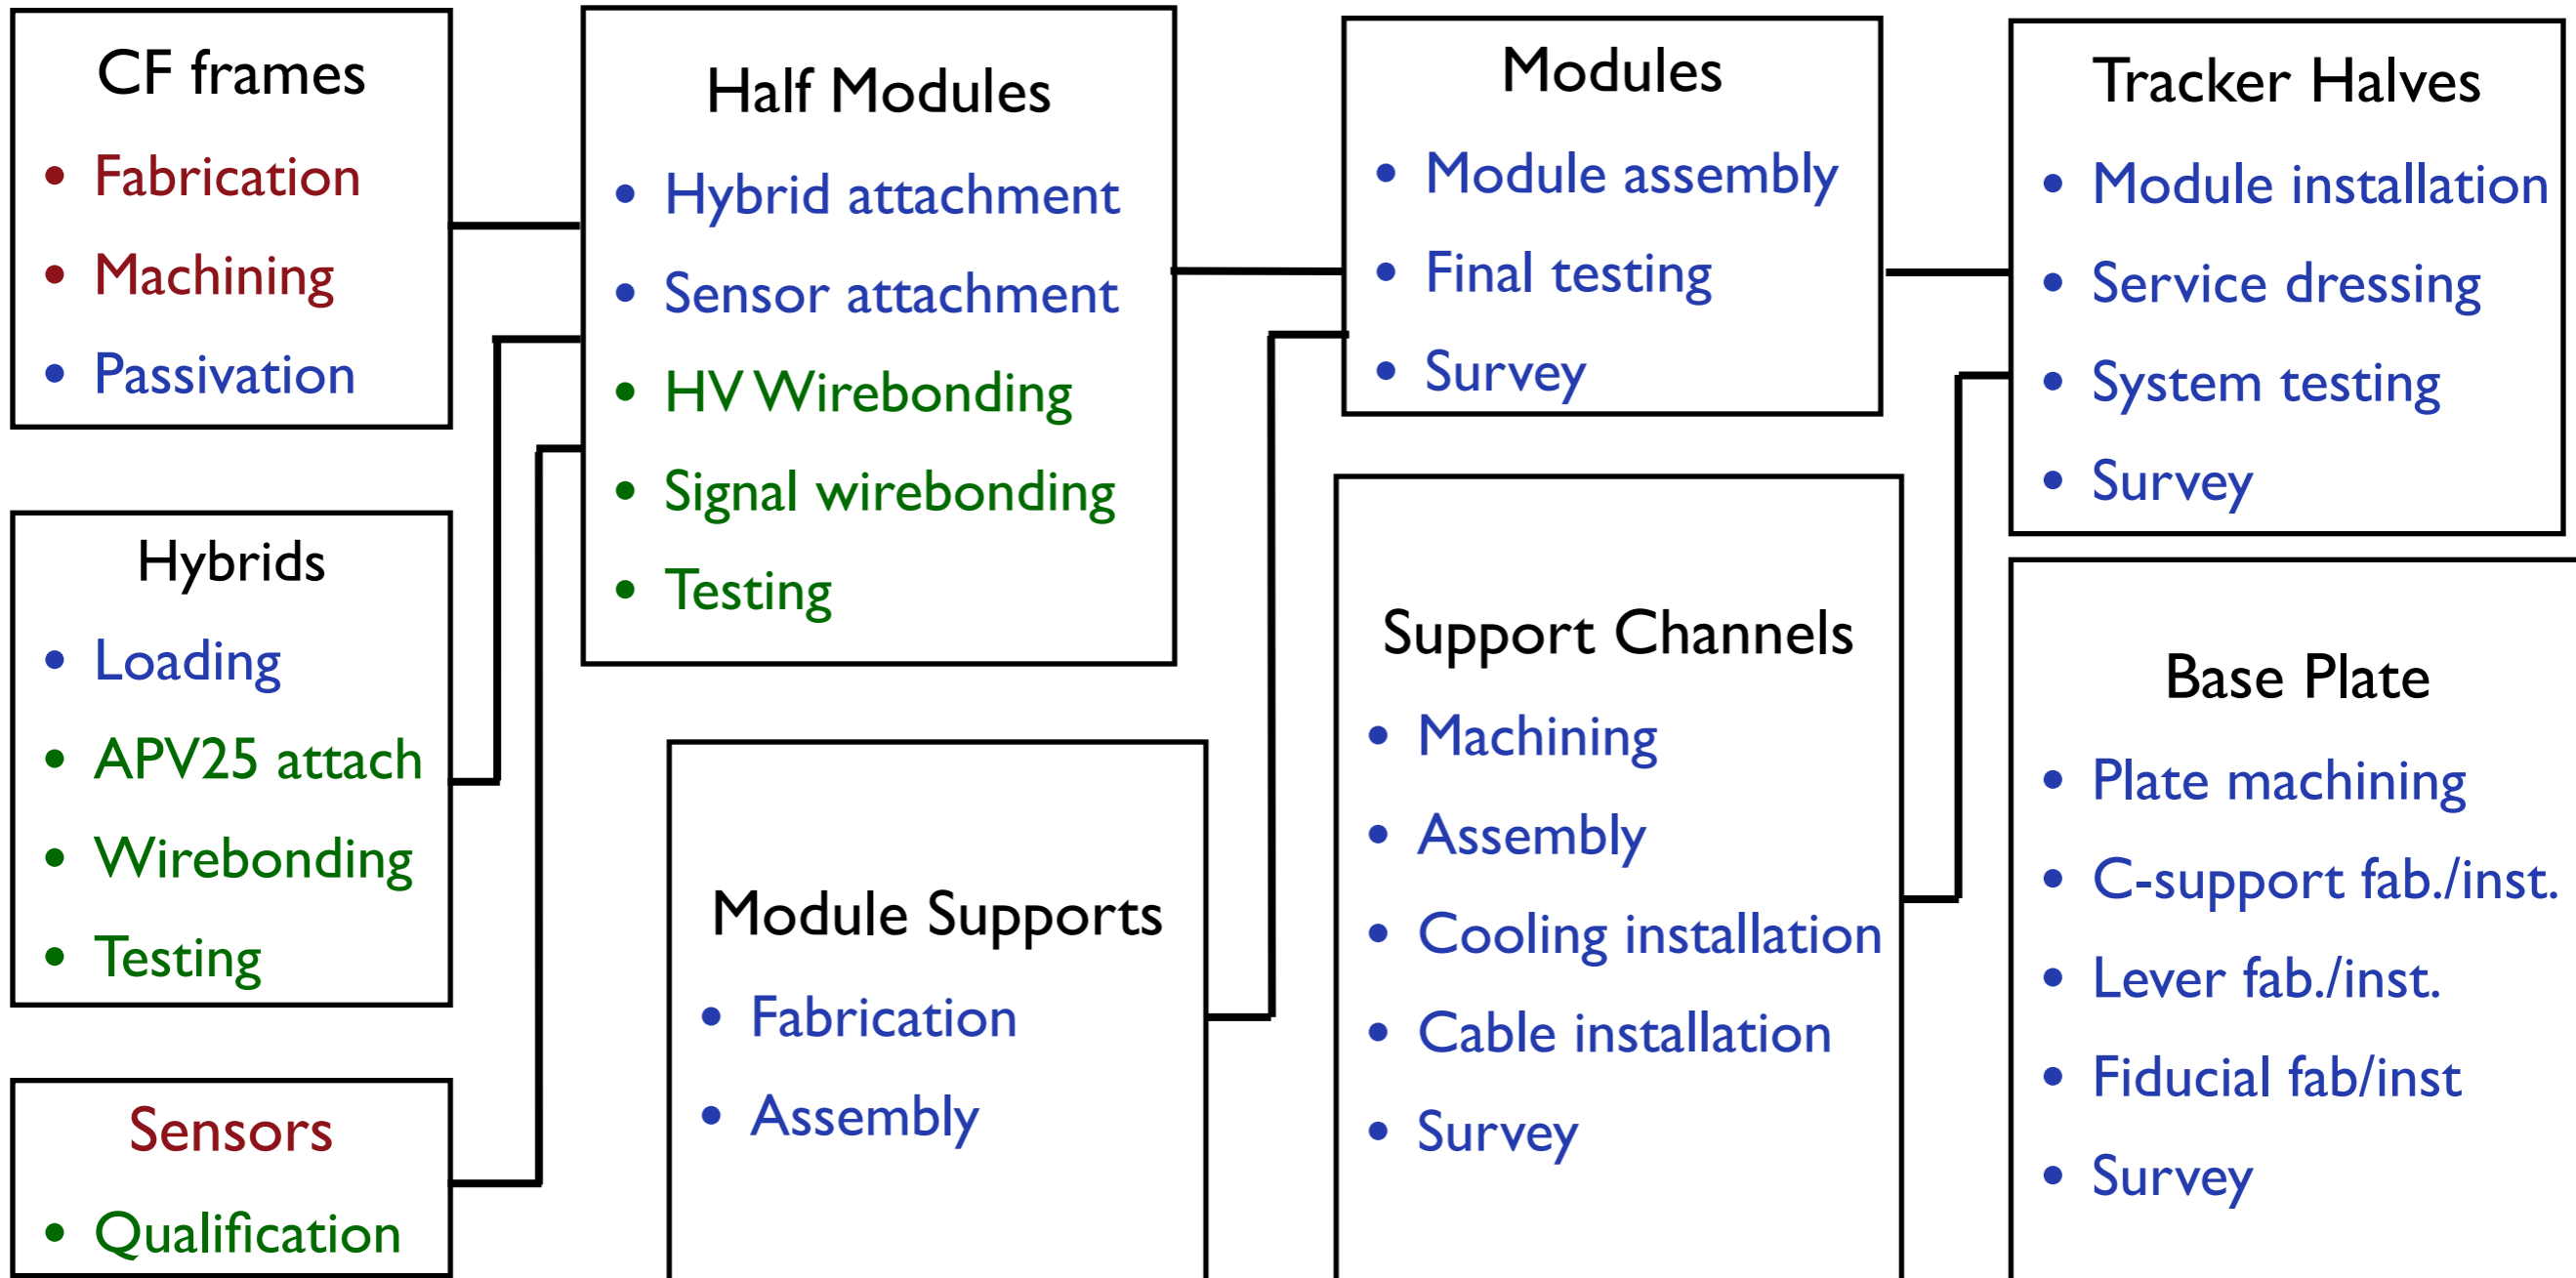 CF frames
• Fabrication
• Machining
• Passivation
Hybrids
• Loading
• APV25 attach
• Wirebonding
• Testing
Sensors
• Qualification
Half Modules
• Hybrid attachment
• Sensor attachment
• HV Wirebonding
• Signal wirebonding
• Testing
Module Supports
• Fabrication
• Assembly
Modules
• Module assembly
• Final testing
• Survey
Support Channels
• Machining
• Assembly
• Cooling installation
• Cable installation
• Survey
Tracker Halves
• Module installation
• Service dressing
• System testing
• Survey
Base Plate
• Plate machining
• C-support fab./inst.
• Lever fab./inst.
• Fiducial fab/inst
• Survey